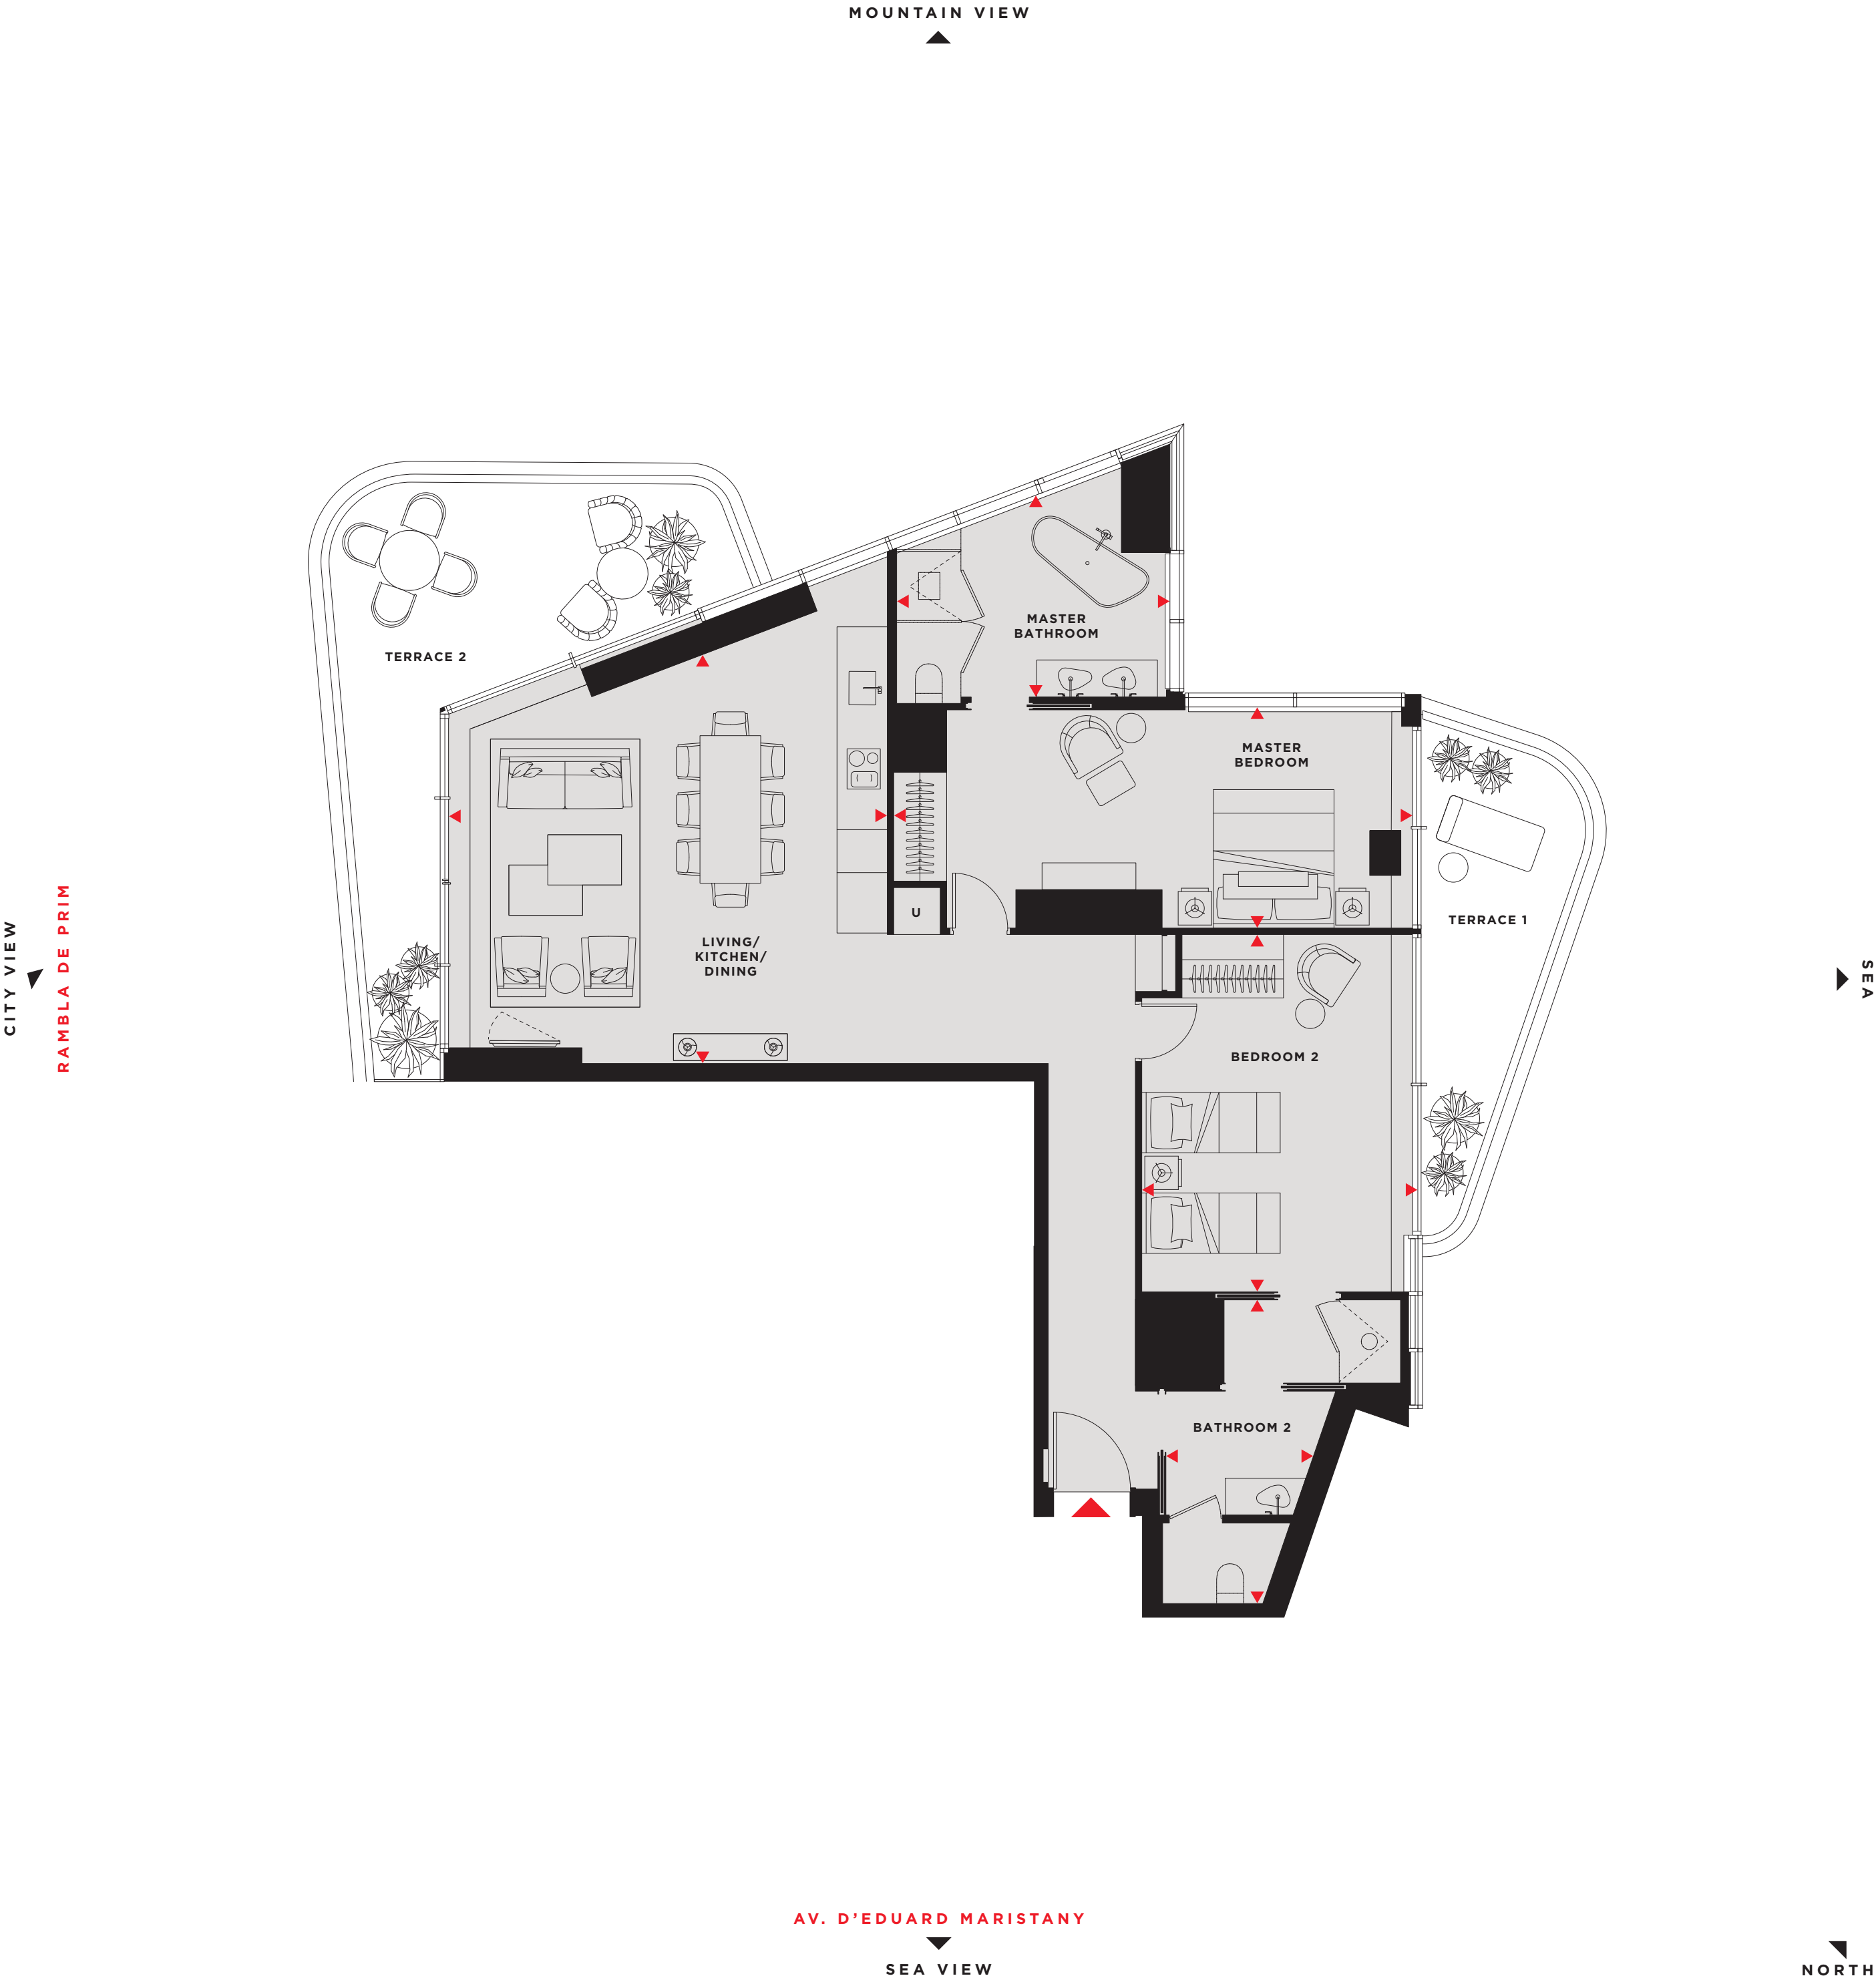 MOUNTAIN VIEW
MASTER
BATHROOM
TERRACE 2
MASTER
BEDROOM
U
TERRACE 1
LIVING/
KITCHEN/
DINING
CITY VIEW
RAMBLA DE PRIM
SEA
BEDROOM 2
BATHROOM 2
AV. D’EDUARD MARISTANY
SEA VIEW
NORTH